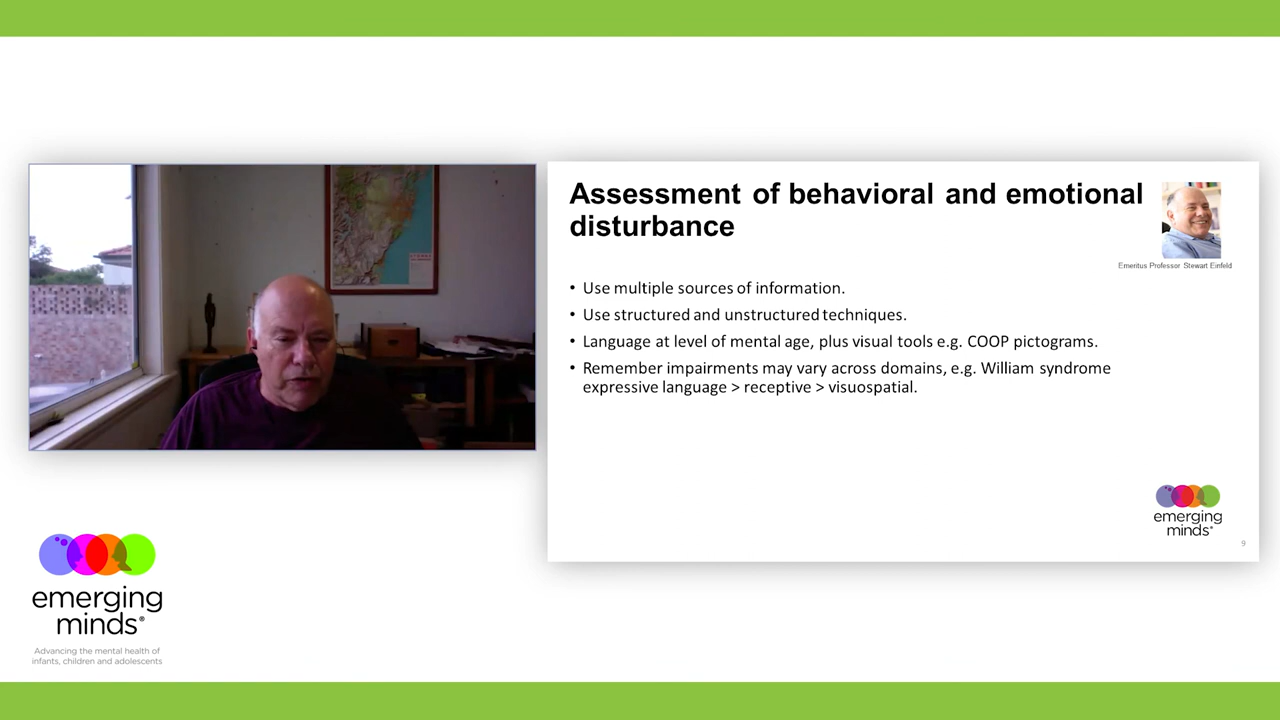 Assessment of behavioral and emotional
disturbance
Emeritus Professor Stewart Einfeld
• Use multiple sources of information.
• Use structured and unstructured techniques.
• Language at level of mental age, plus visual tools e.g. COOP pictograms.
• Remember impairments may vary across domains, e.g. William syndrome
expressive language > receptive > visuospatial.
emerging
minds®
9
emerging
minds®
Advancing the mental health of
infants, children and adolescents